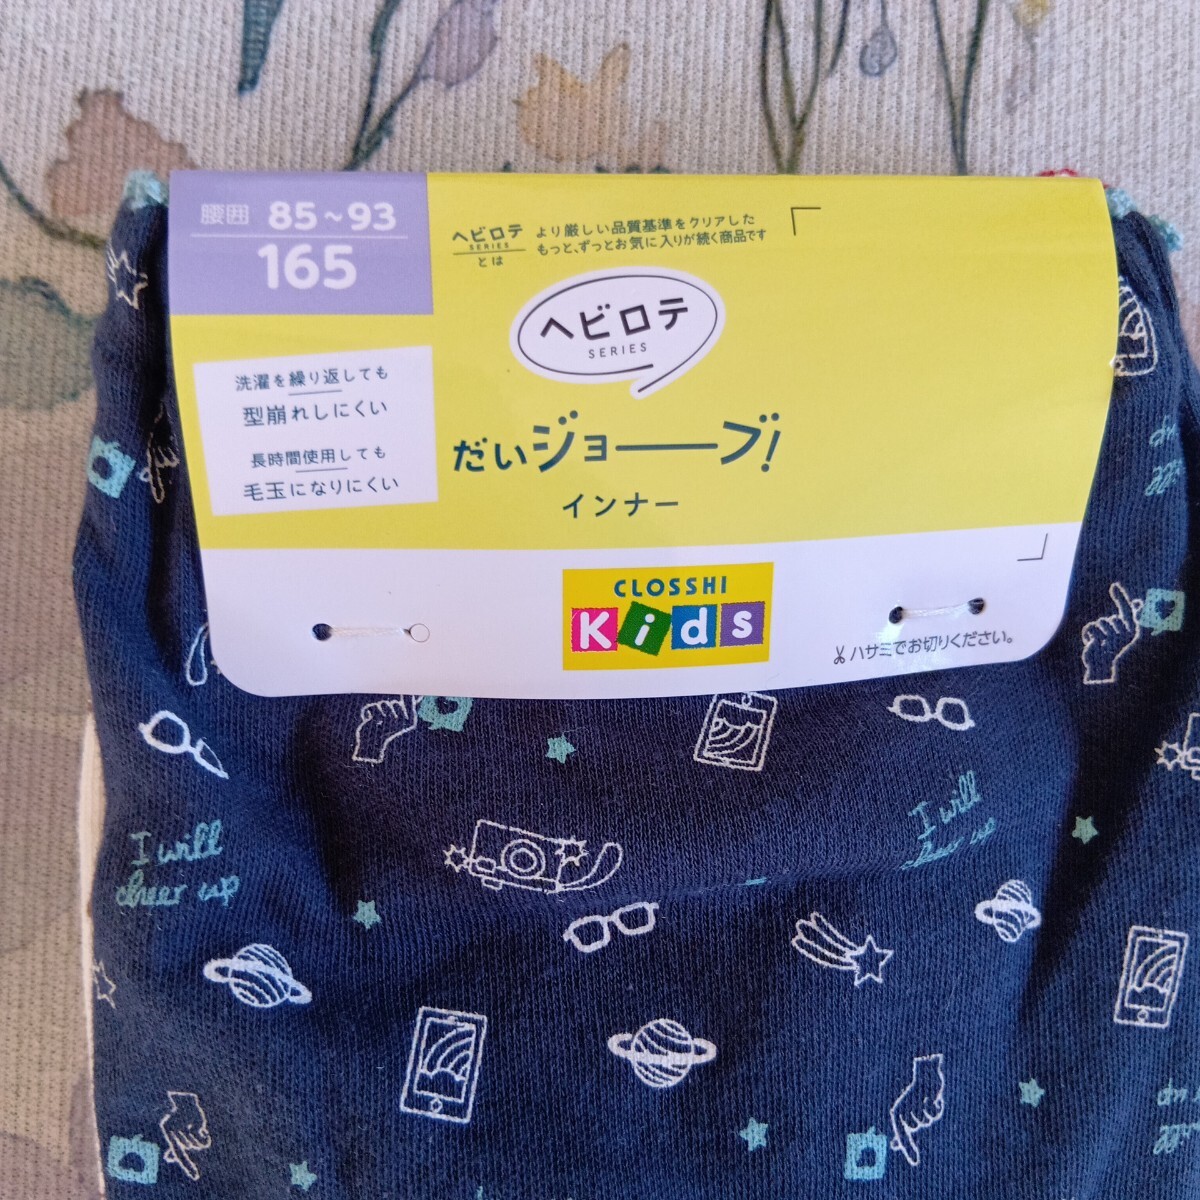 腰囲 85~93
165
ヘビロテ
SERIES
とは
より厳しい品質基準をクリアした
もっと、ずっとお気に入りが続く商品です
ヘビロテ
SERIES
洗濯を繰り返しても
型崩れしにくい
長時間使用しても
毛玉になりにくい
だいジョーブ!
インナー
CLOSSHI
Kids
ハサミでお切りください。
I will
cheer up
I will
cheer up